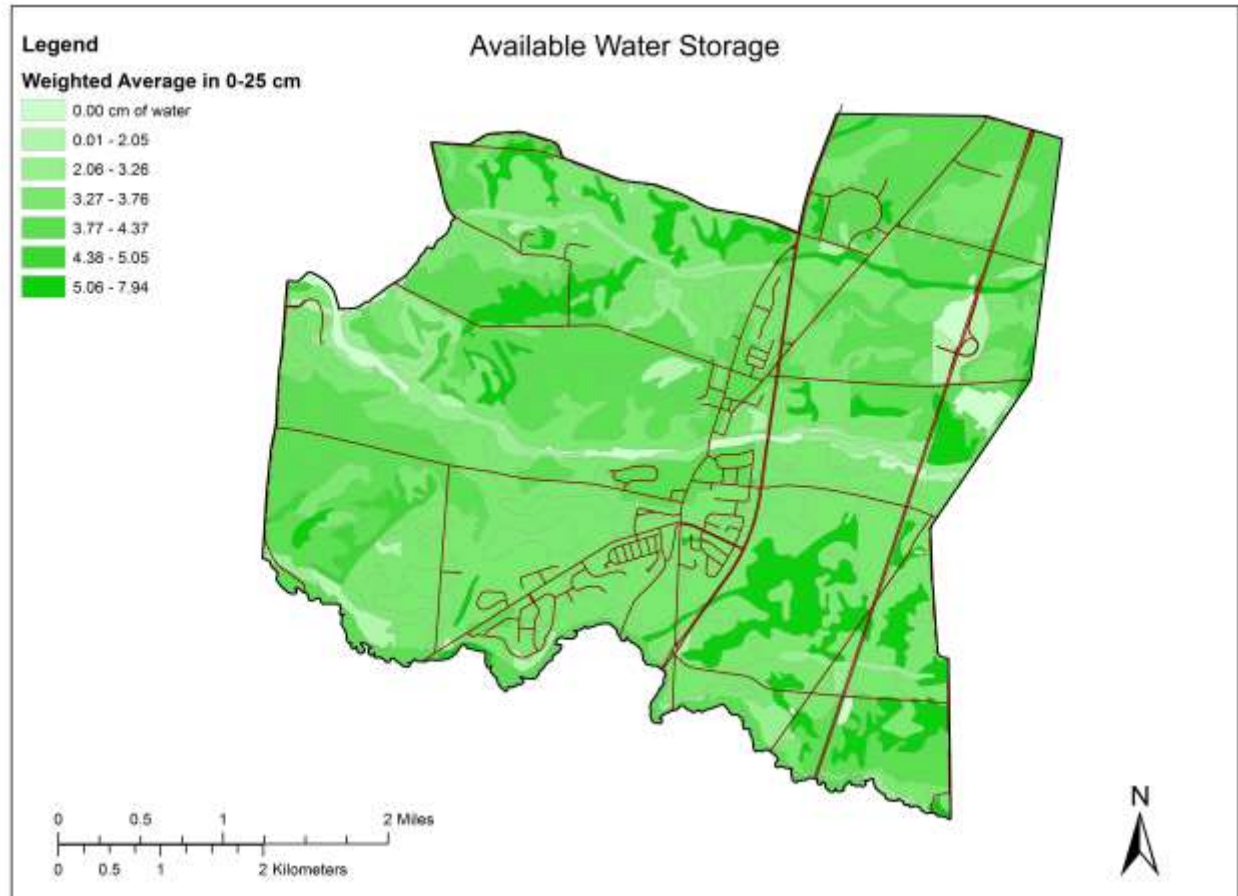 Available Water Storage
Legend
Weighted Average in 0-25 cm
0.00 cm of water
0.01 - 2.05
2.06 - 3.26
3.27 - 3.76
3.77 - 4.37
4.38 - 5.05
5.06 - 7.94
0 0.5 1 2 Miles
0 0.5 1 2 Kilometers
N